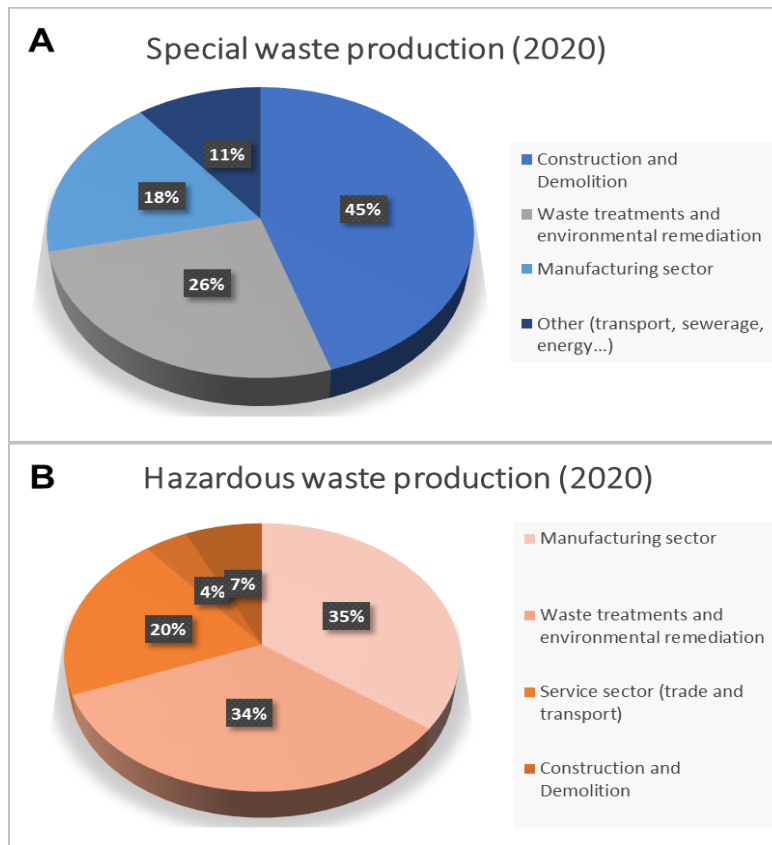 A
Special waste production (2020)
11%
18%
45%
26%
Construction and
Demolition
Waste treatments and
environmental remediation
Manufacturing sector
Other (transport, sewerage,
energy...)
B
Hazardous waste production (2020)
4%
7%
35%
20%
34%
Manufacturing sector
Waste treatments and
environmental remediation
Service sector (trade and
transport)
Construction and
Demolition